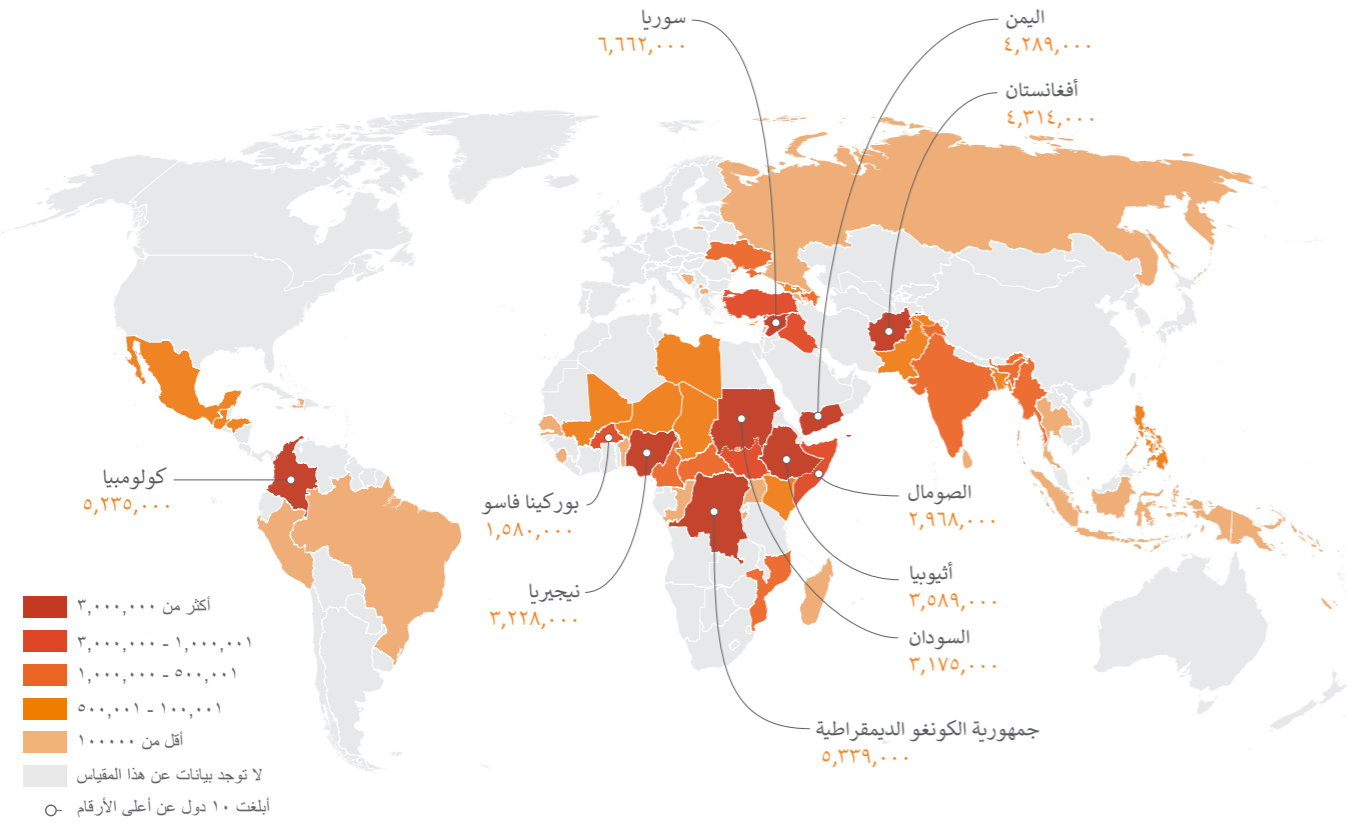 سوريا
٦,٦٦٢,٠٠٠
اليمن
٤,٢٨٩,٠٠٠
أفغانستان
٤,٣١٤,٠٠٠
كولومبيا
٥,٢٣٥,٠٠٠
بوركينا فاسو
١,٥٨٠,٠٠٠
نيجيريا
٣,٢٢٨,٠٠٠
الصومال
٢,٩٦٨,٠٠٠
أثيوبيا
٣,٥٨٩,٠٠٠
السودان
٣,١٧٥,٠٠٠
جمهورية الكونغو الديمقراطية
٥,٣٣٩,٠٠٠
أكثر من ٣,٠٠٠,٠٠٠
١,٠٠٠,٠٠١ - ٣,٠٠٠,٠٠٠
٥٠٠,٠٠١ - ١,٠٠٠,٠٠٠
١٠٠,٠٠١ - ٥٠٠,٠٠١
أقل من ١٠٠٠٠٠
لا توجد بيانات عن هذا المقياس
أبلغت ١٠ دول عن أعلى الأرقام